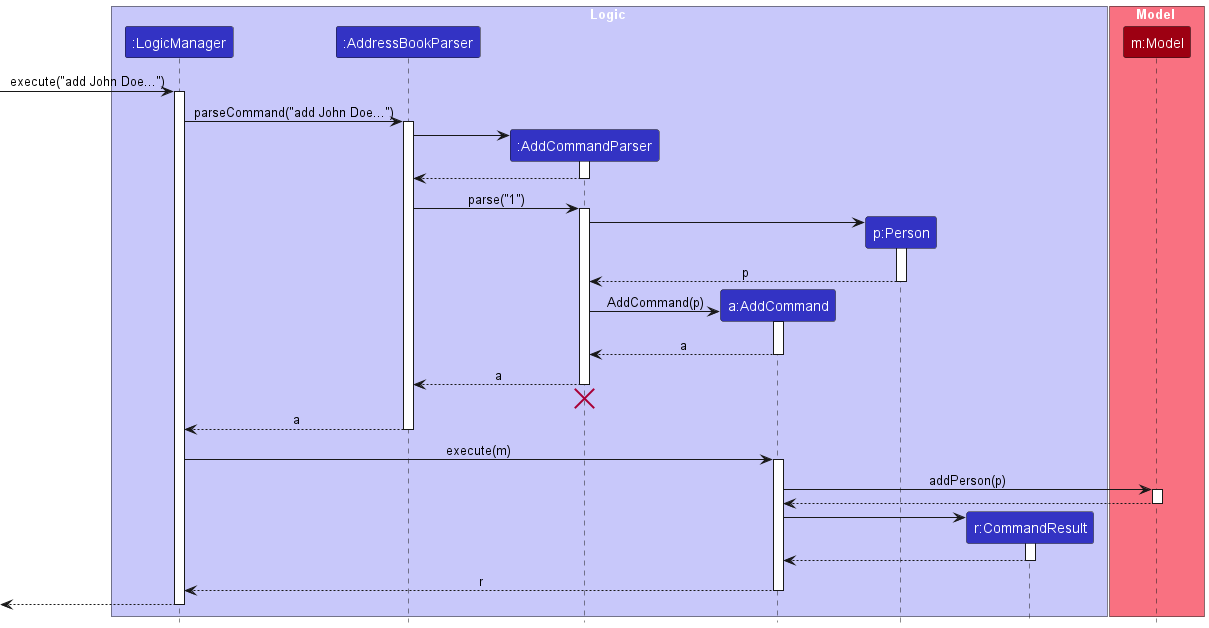 Logic
Model
:LogicManager
:AddressBookParser
m:Model
execute("add John Doe...")
parseCommand("add John Doe...")
:AddCommandParser
parse("1")
p:Person
p
AddCommand(p)
a:AddCommand
a
a
a
execute(m)
addPerson(p)
r:CommandResult
r